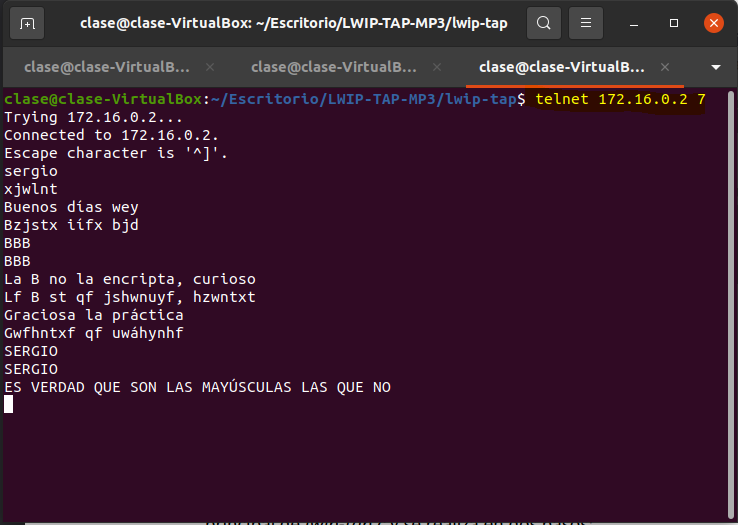 clase@clase-VirtualBox: ~/Escritorio/LWIP-TAP-MP3/lwip-tap
clase@clase-VirtualB... clase@clase-VirtualB... clase@clase-VirtualB...
clase@clase-VirtualBox:~/Escritorio/LWIP-TAP-MP3/lwip-tap$ telnet 172.16.0.2 7
Trying 172.16.0.2...
Connected to 172.16.0.2.
Escape character is '^]'.
sergio
xjwlnt
Buenos días wey
Bzjstx iífx bjd
BBB
BBB
La B no la encripta, curioso
Lf B st qf jshwnuyf, hzwntxt
Graciosa la práctica
Gwfhntxf qf uwáhynhf
SERGIO
SERGIO
ES VERDAD QUE SON LAS MAYÚSCULAS LAS QUE NO